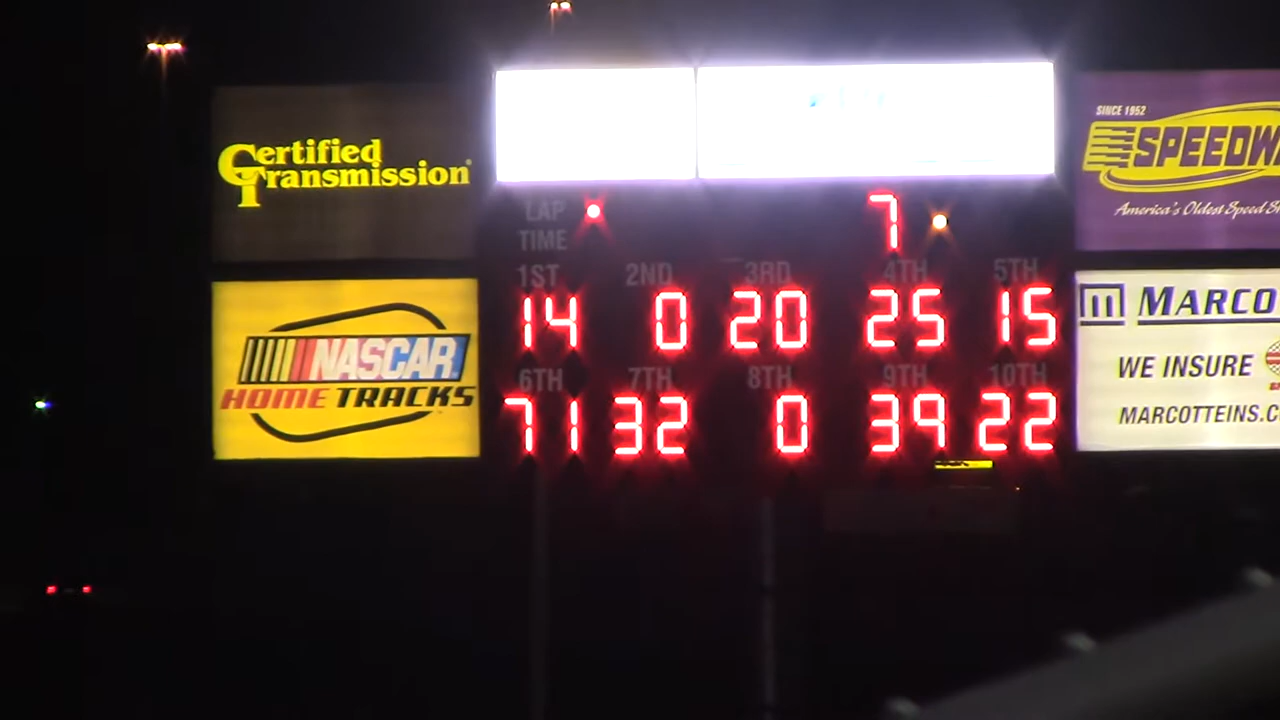 Certified
Transmission
SINCE 1952
SPEEDW
America's Oldest Speed S
LAP
TIME
7
1ST 2ND 3RD 4TH 5TH
14 0 20 25 15
6TH 7TH 8TH 9TH 10TH
71 32 0 39 22
NASCAR
HOME TRACKS
m MARCO
WE INSURE
MARCOTTEINS.C